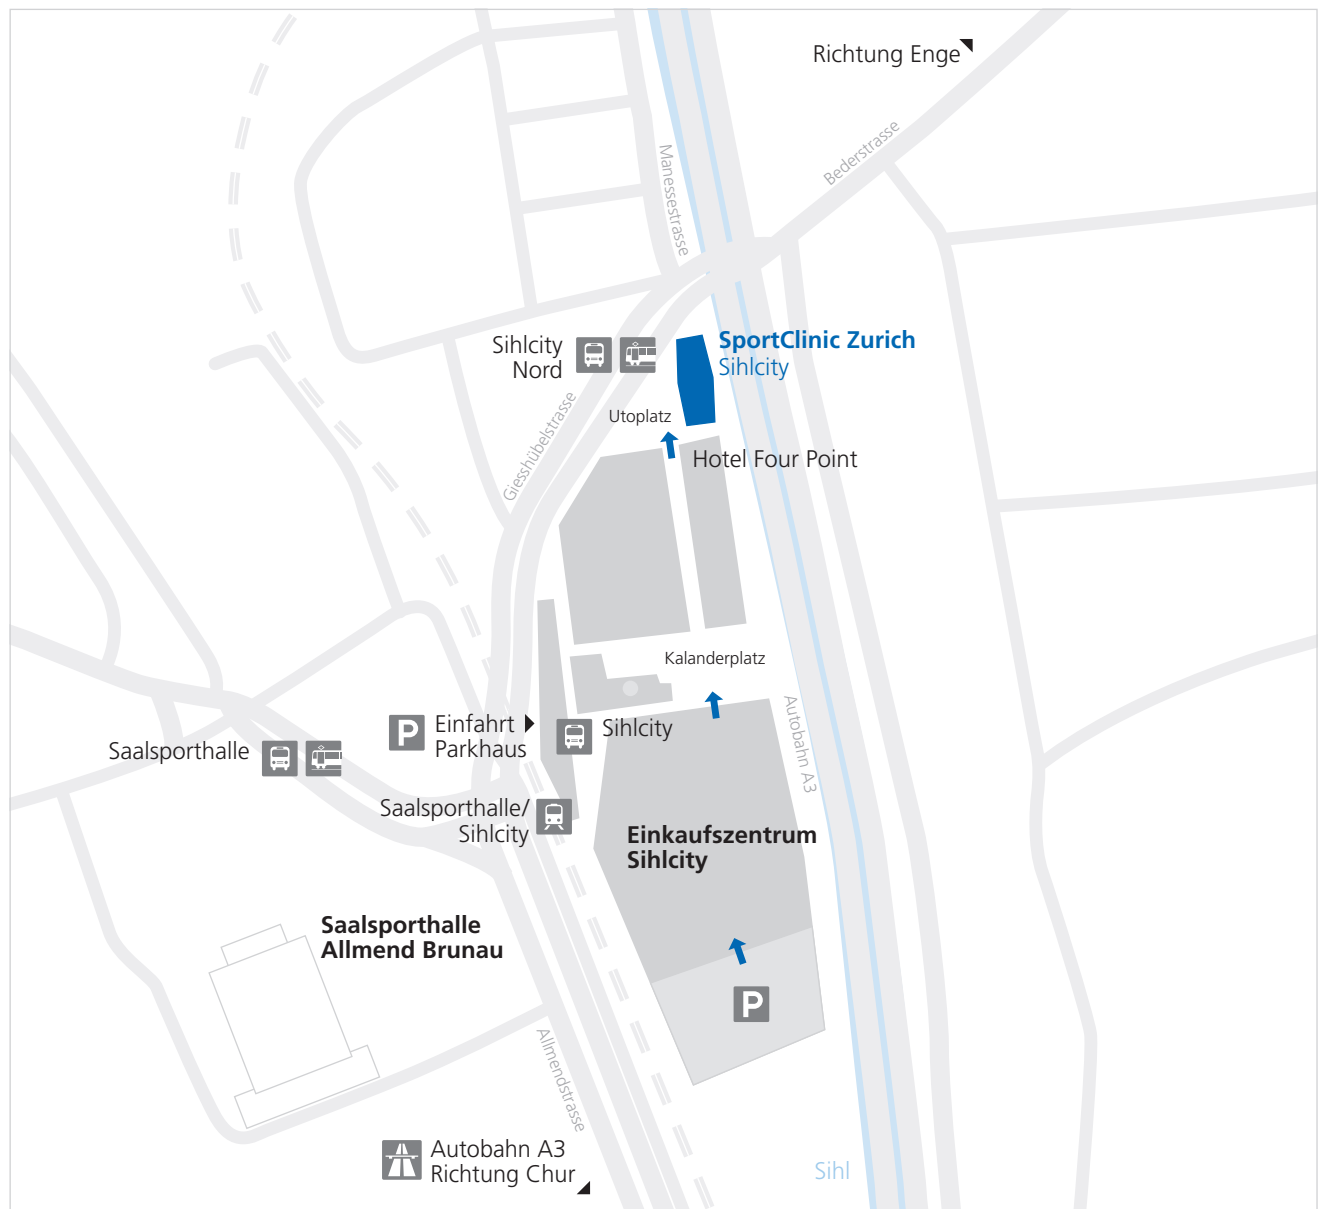 Richtung Enge
Bederstrasse
Manessestrasse
SportClinic Zurich
Sihlcity
Sihlcity
Nord
Utoplatz
Giesshübelstrasse
Hotel Four Point
Kalanderplatz
Autobahn A3
P
Einfahrt
Parkhaus
Sihlcity
Saalsporthalle
Saalsporthalle/
Sihlcity
Einkaufszentrum
Sihlcity
Saalsporthalle
Allmend Brunau
P
Allmendstrasse
Autobahn A3
Richtung Chur
Sihl